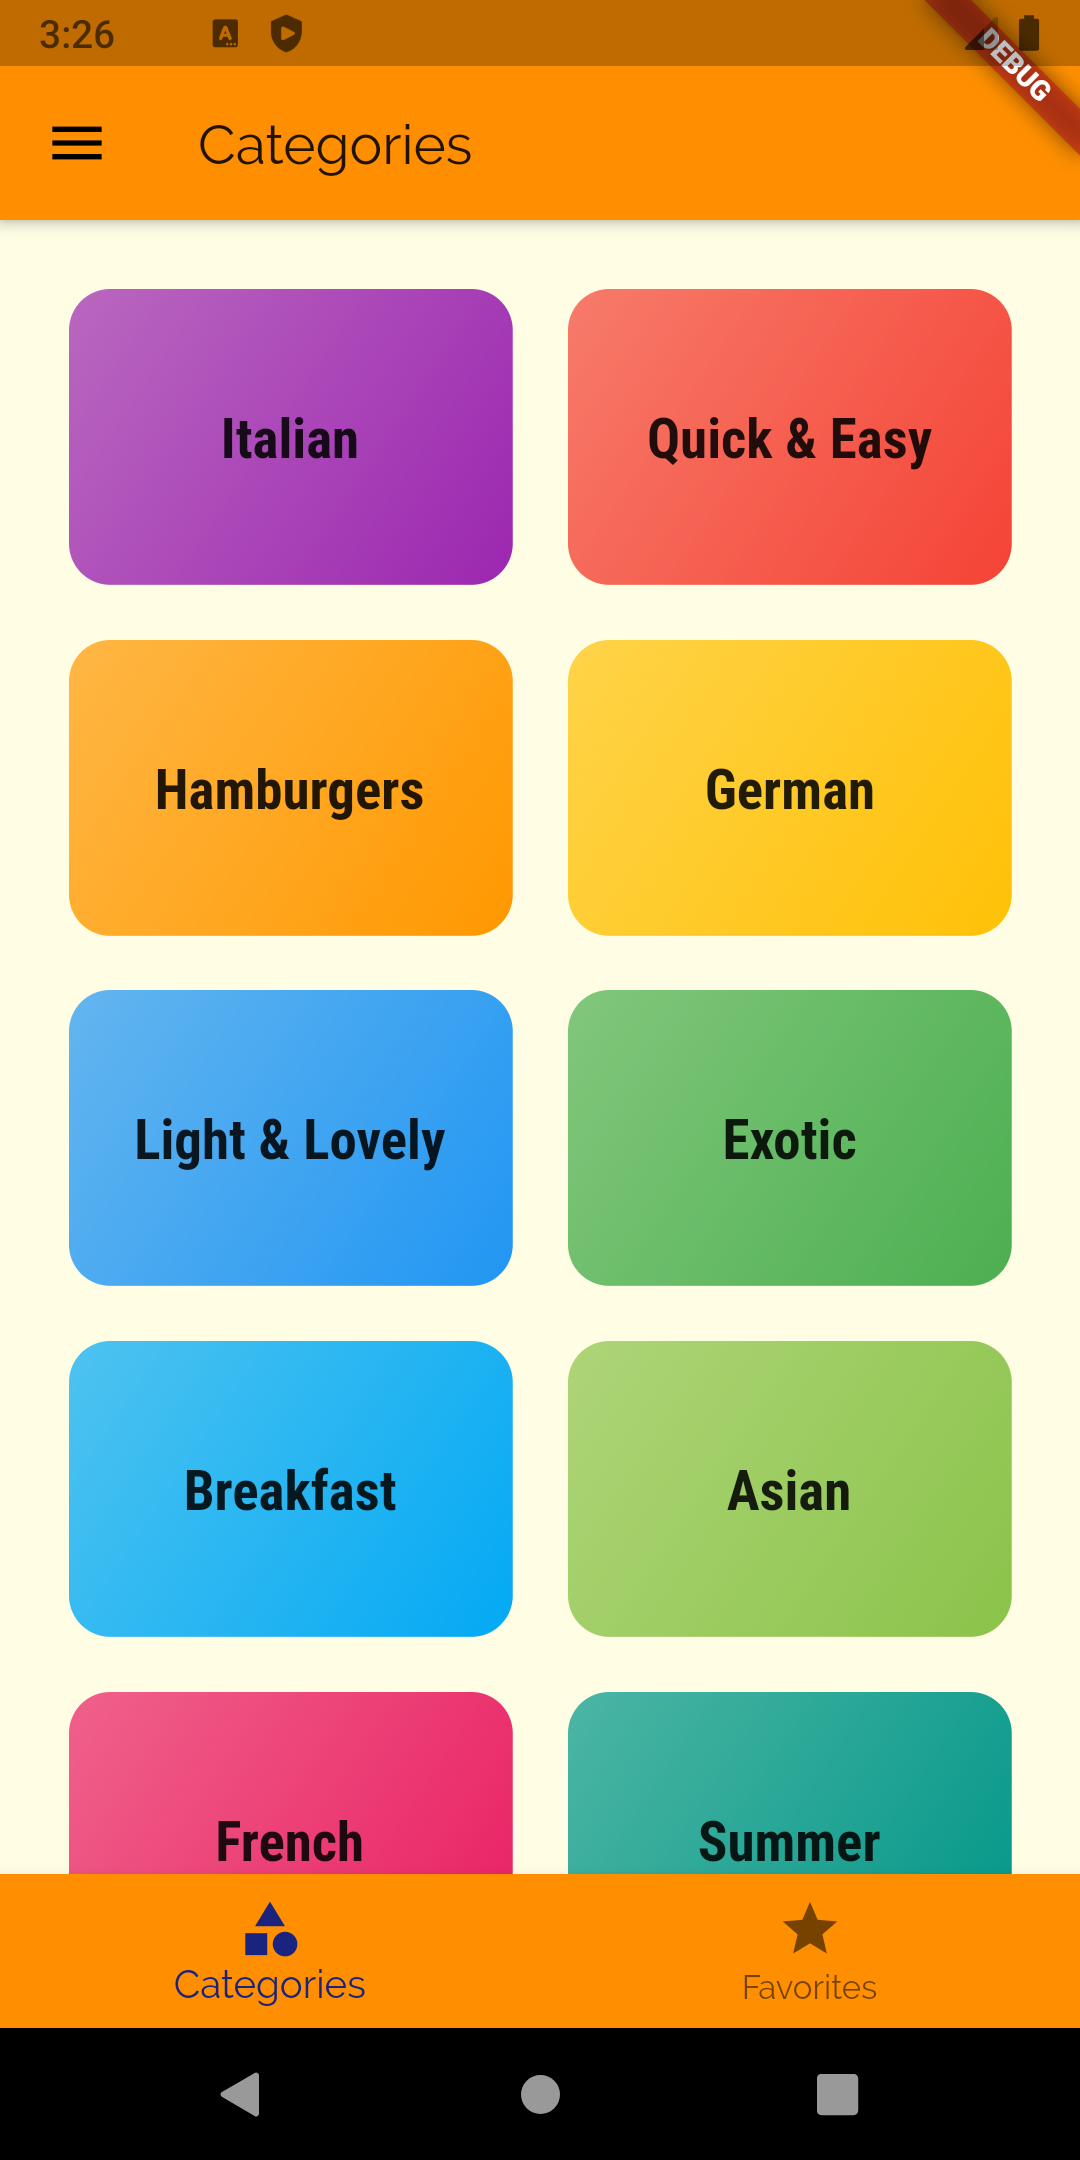 3:26
A
DEBUG
Categories
Italian
Quick & Easy
Hamburgers
German
Light & Lovely
Exotic
Breakfast
Asian
French
Summer
Categories
Favorites